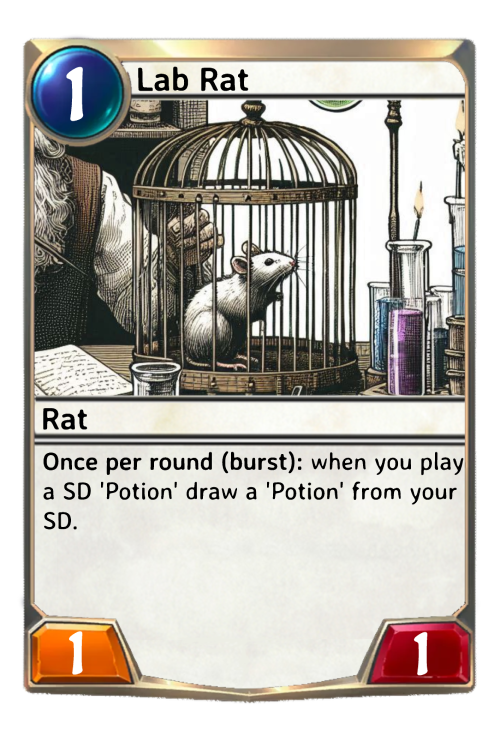 1
Lab Rat
Rat
Once per round (burst): when you play
a SD 'Potion' draw a 'Potion' from your
SD.
1
1